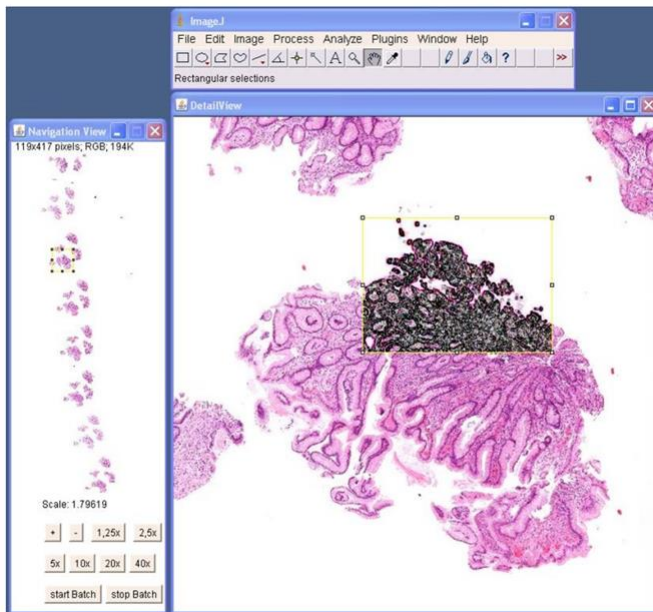 ImageJ
File Edit Image Process Analyze Plugins Window Help
A ? >>
Rectangular selections
DetailView
Navigation View
119x417 pixels; RGB; 194K
Scale: 1.79619
+ - 1,25x 2,5x
5x 10x 20x 40x
start Batch stop Batch